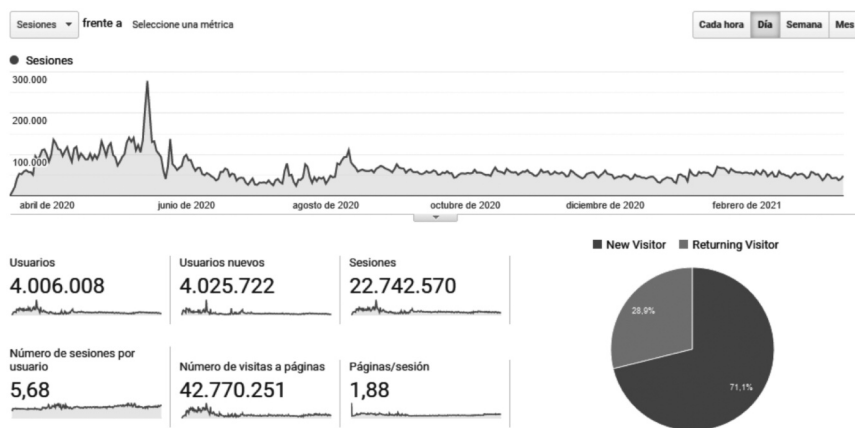 Sesiones frente a Seleccione una métrica
Cada hora Día Semana Mes
Sesiones
300.000
200.000
100.000
abril de 2020 junio de 2020 agosto de 2020 octubre de 2020 diciembre de 2020 febrero de 2021
New Visitor Returning Visitor
Usuarios
4.006.008
Usuarios nuevos
4.025.722
Sesiones
22.742.570
28,9%
71,1%
Número de sesiones por
usuario
5,68
Número de visitas a páginas
42.770.251
Páginas/sesión
1,88